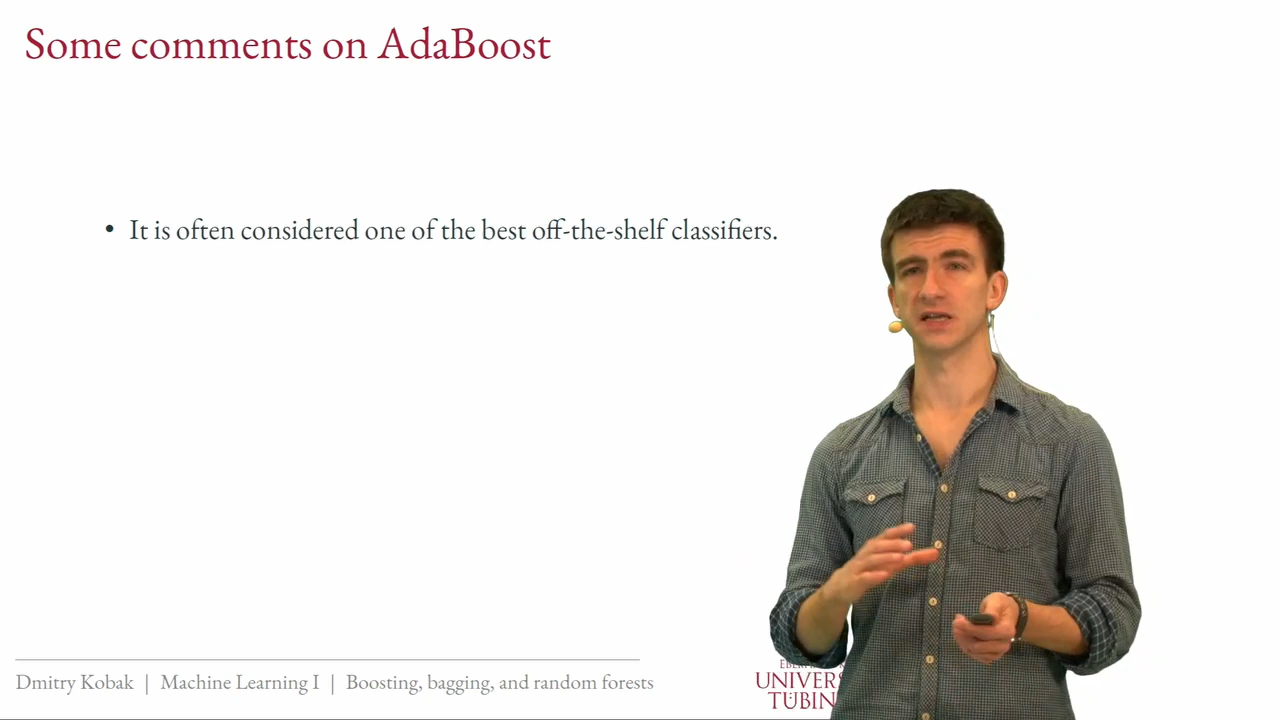 Some comments on AdaBoost
• It is often considered one of the best off-the-shelf classifiers.
Dmitry Kobak | Machine Learning I | Boosting, bagging, and random forests